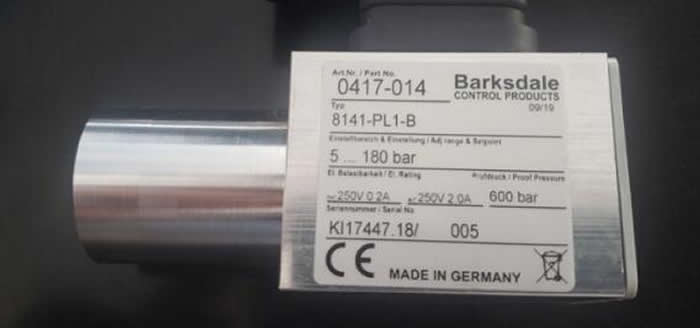 Art.Nr. / Part No.
0417-014
Barksdale
CONTROL PRODUCTS
09/19
Typ
8141-PL1-B
Einstellbereich & Einstellung / Adj range & Setpoint
5 ... 180 bar
El. Belastbarkeit / El. Rating
Prüfdruck / Proof Pressure
250V 0.2A
250V 2.0A
600 bar
Seriennummer / Serial No
KI17447.18/ 005
CE
MADE IN GERMANY